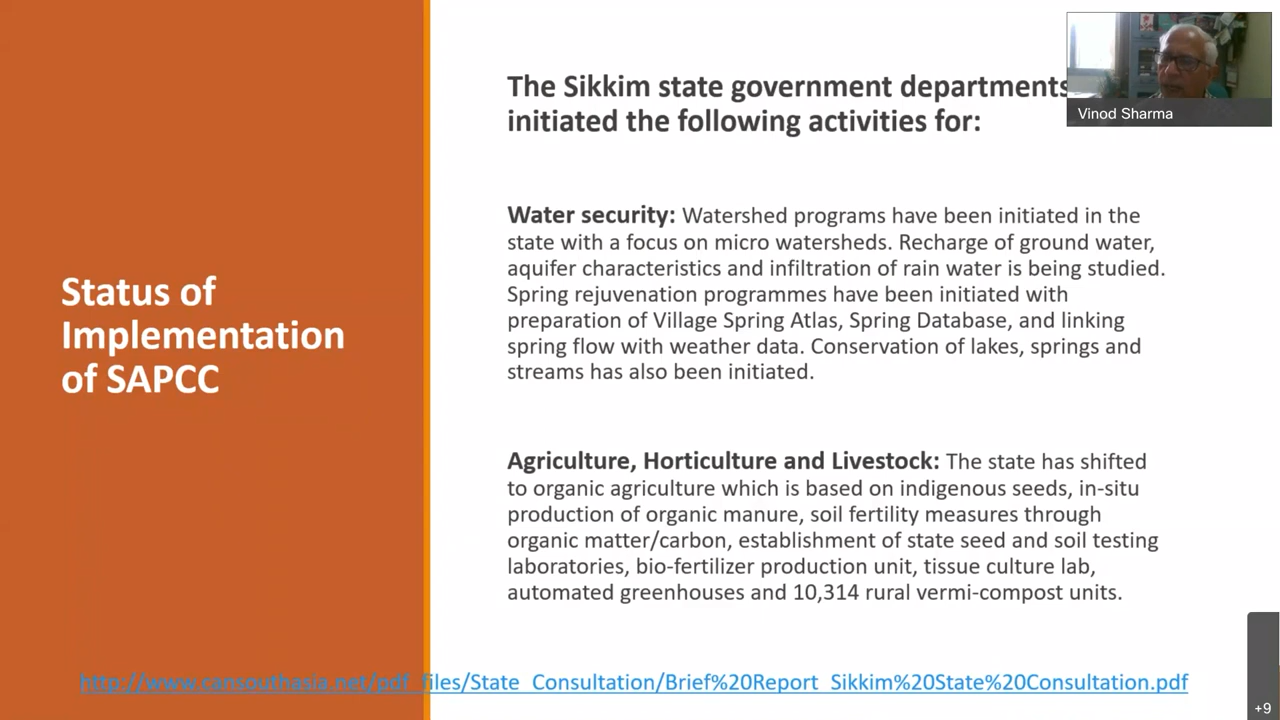 Status of
Implementation
of SAPCC
The Sikkim state government departments
initiated the following activities for:
Water security: Watershed programs have been initiated in the
state with a focus on micro watersheds. Recharge of ground water,
aquifer characteristics and infiltration of rain water is being studied.
Spring rejuvenation programmes have been initiated with
preparation of Village Spring Atlas, Spring Database, and linking
spring flow with weather data. Conservation of lakes, springs and
streams has also been initiated.
Agriculture, Horticulture and Livestock: The state has shifted
to organic agriculture which is based on indigenous seeds, in-situ
production of organic manure, soil fertility measures through
organic matter/carbon, establishment of state seed and soil testing
laboratories, bio-fertilizer production unit, tissue culture lab,
automated greenhouses and 10,314 rural vermi-compost units.
http://www.cansouthasia.net/pdf_files/State_Consultation/Brief%20Report_Sikkim%20State%20Consultation.pdf
Vinod Sharma
+9